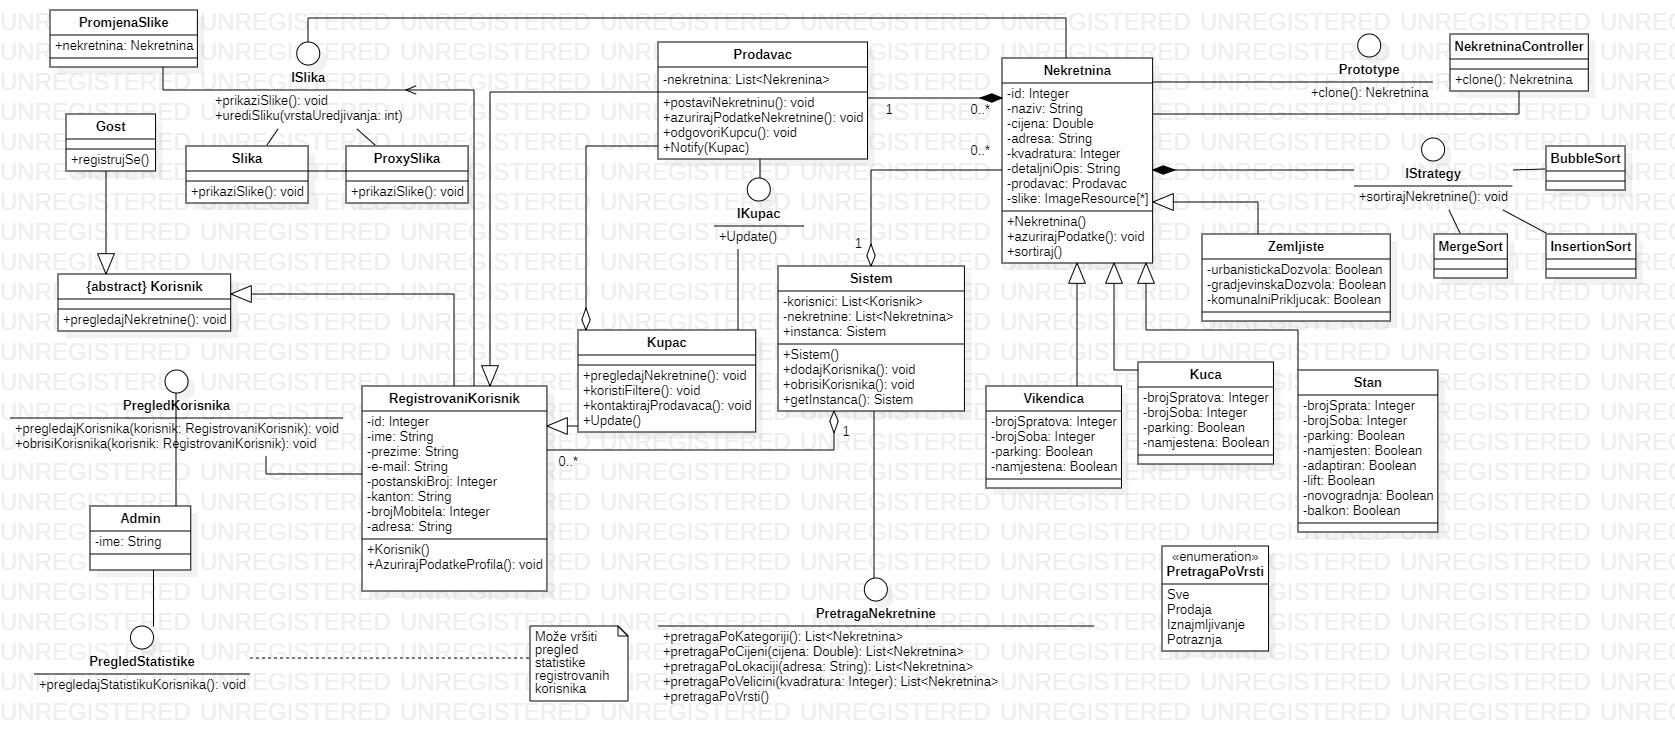 PromjenaSlike
+nekretnina: Nekretnina
ISlika
+prikaziSlike(): void
+urediSliku(vrstaUredjivanja: int)
Gost
+registrujSe()
Slika
+prikaziSlike(): void
ProxySlika
+prikaziSlike(): void
{abstract} Korisnik
+pregledajNekretnine(): void
Prodavac
-nekretnina: List<Nekrenina>
+postaviNekretninu(): void
+azurirajPodatkeNekretnine(): void
+odgovoriKupcu(): void
+Notify(Kupac)
1
0..*
0..*
IKupac
+Update()
Nekretnina
-id: Integer
-naziv: String
-cijena: Double
-adresa: String
-kvadratura: Integer
-detaljniOpis: String
-prodavac: Prodavac
-slike: ImageResource[*]
+Nekretnina()
+azurirajPodatke(): void
+sortiraj()
Prototype
+clone(): Nekretnina
NekretninaController
+clone(): Nekretnina
IStrategy
+sortirajNekretnine(): void
BubbleSort
MergeSort
InsertionSort
Zemljiste
-urbanistickaDozvola: Boolean
-gradjevinskaDozvola: Boolean
-komunalniPrikljucak: Boolean
1
Sistem
-korisnici: List<Korisnik>
-nekretnine: List<Nekretnina>
+instanca: Sistem
+Sistem()
+dodajKorisnika(): void
+obrisiKorisnika(): void
+getInstanca(): Sistem
1
0..*
Kupac
+pregledajNekretnine(): void
+koristiFiltere(): void
+kontaktirajProdavaca(): void
+Update()
RegistrovaniKorisnik
-id: Integer
-ime: String
-prezime: String
-e-mail: String
-postanskiBroj: Integer
-kanton: String
-brojMobitela: Integer
-adresa: String
+Korisnik()
+AzurirajPodatkeProfila(): void
PregledKorisnika
+pregledajKorisnika(korisnik: RegistrovaniKorisnik): void
+obrisiKorisnika(korisnik: RegistrovaniKorisnik): void
Admin
-ime: String
PregledStatistike
+pregledajStatistikuKorisnika(): void
Može vršiti
pregled
statistike
registrovanih
korisnika
Vikendica
-brojSpratova: Integer
-brojSoba: Integer
-parking: Boolean
-namjestena: Boolean
Kuca
-brojSpratova: Integer
-brojSoba: Integer
-parking: Boolean
-namjestena: Boolean
Stan
-brojSprata: Integer
-brojSoba: Integer
-parking: Boolean
-namjesten: Boolean
-adaptiran: Boolean
-lift: Boolean
-novogradnja: Boolean
-balkon: Boolean
PretragaNekretnine
+pretragaPoKategoriji(): List<Nekretnina>
+pretragaPoCijeni(cijena: Double): List<Nekretnina>
+pretragaPoLokaciji(adresa: String): List<Nekretnina>
+pretragaPoVelicini(kvadratura: Integer): List<Nekretnina>
+pretragaPoVrsti()
«enumeration»
PretragaPoVrsti
Sve
Prodaja
Iznajmljivanje
Potraznja